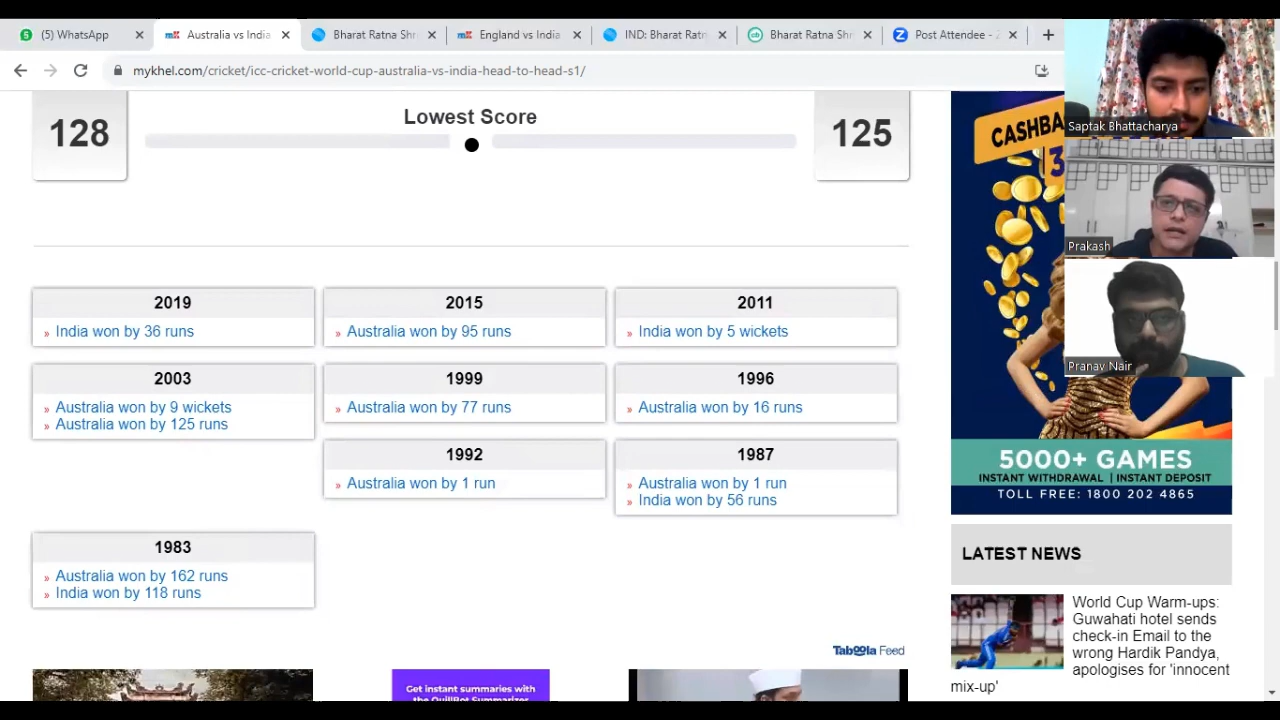 (5) WhatsApp
Australia vs India
Bharat Ratna Sh
England vs India
IND: Bharat Ratn
Bharat Ratna Shr
Post Attendee - Z
mykhel.com/cricket/icc-cricket-world-cup-australia-vs-india-head-to-head-s1/
128
Lowest Score
125
2019
» India won by 36 runs
2015
» Australia won by 95 runs
2011
» India won by 5 wickets
2003
» Australia won by 9 wickets
» Australia won by 125 runs
1999
» Australia won by 77 runs
1996
» Australia won by 16 runs
1992
» Australia won by 1 run
1987
» Australia won by 1 run
» India won by 56 runs
1983
» Australia won by 162 runs
» India won by 118 runs
Taboola Feed
Get instant summaries with
the QuillBot Summarizer
CASHBA
3
5000+ GAMES
INSTANT WITHDRAWAL | INSTANT DEPOSIT
TOLL FREE: 1800 202 4865
LATEST NEWS
World Cup Warm-ups:
Guwahati hotel sends
check-in Email to the
wrong Hardik Pandya,
apologises for 'innocent
mix-up'
Saptak Bhattacharya
Prakash
Pranav Nair